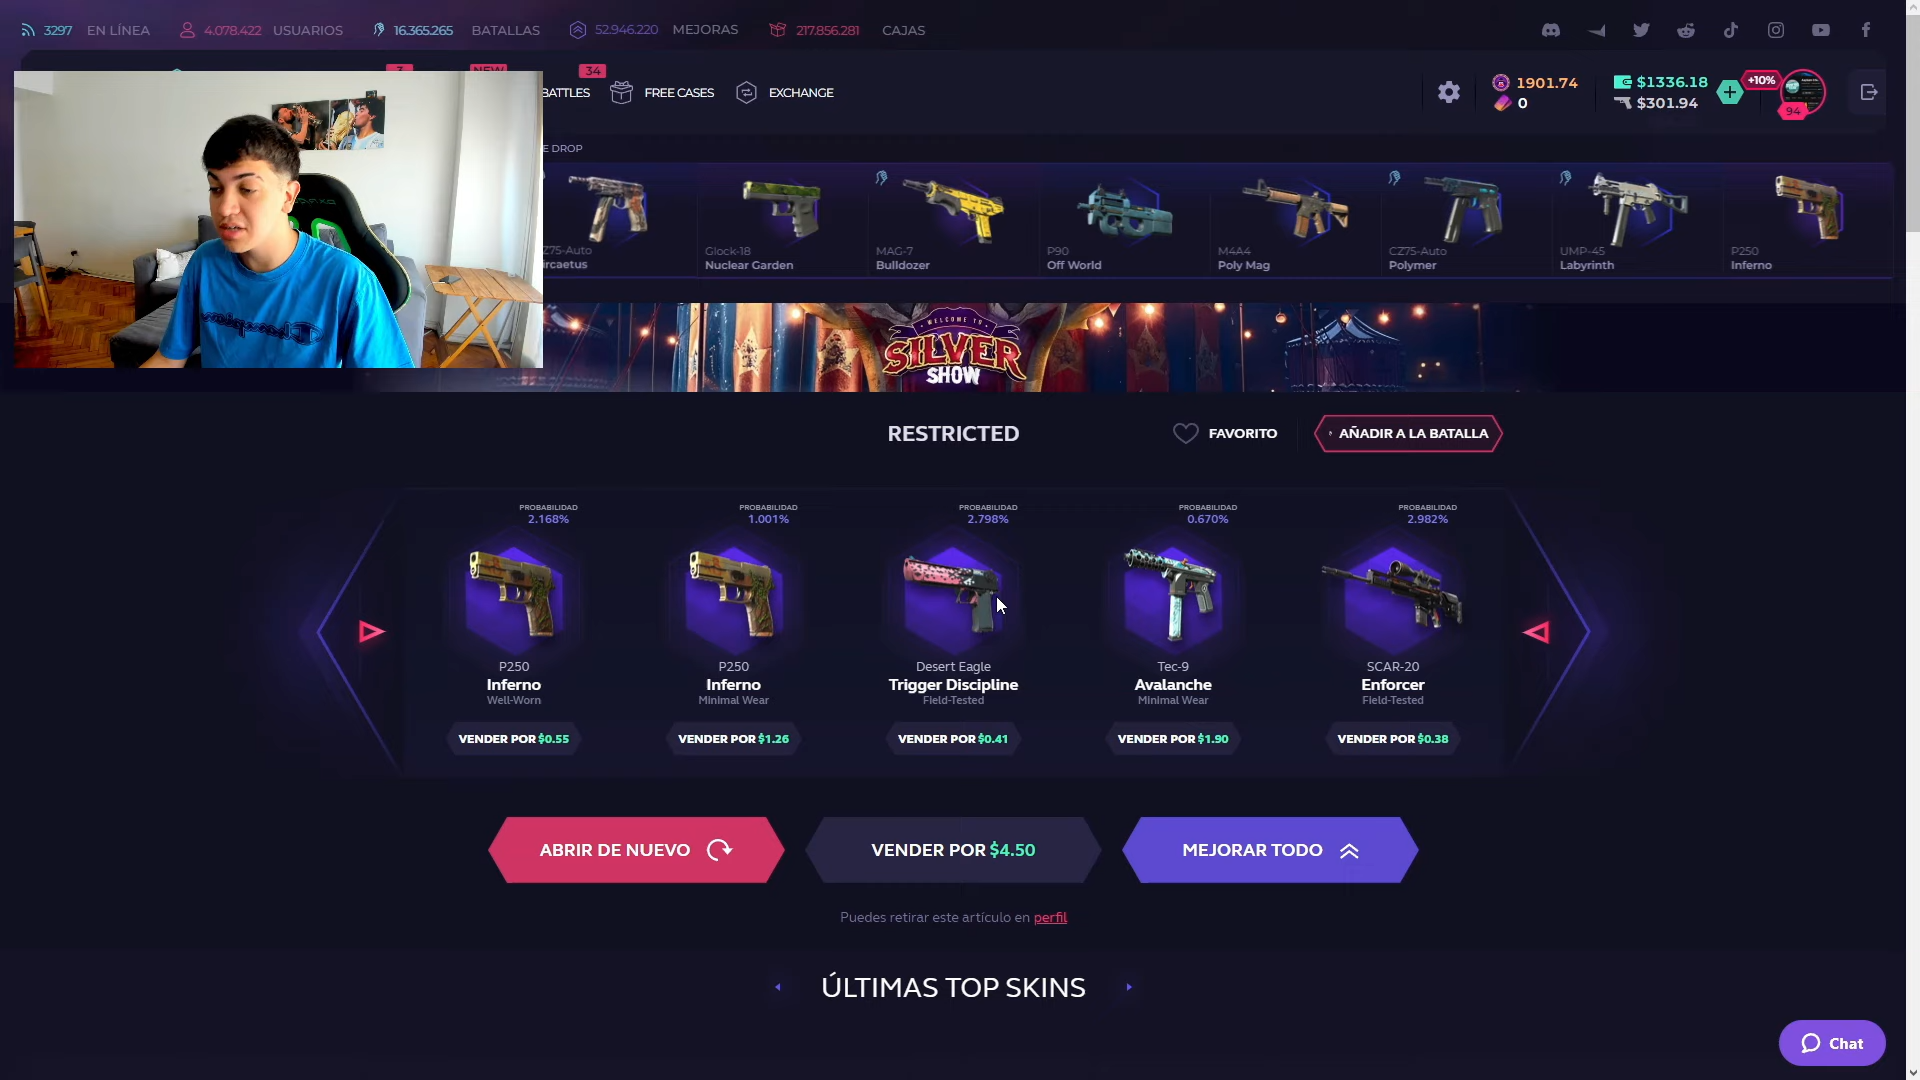 3297 EN LÍNEA 4.078.422 USUARIOS 16.365.265 BATALLAS 52.946.220 MEJORAS 217.856.281 CAJAS
34
BATTLES FREE CASES EXCHANGE
1901.74
0
$1336.18
$301.94
+10%
94
DROP
Glock-18
Nuclear Garden
MAG-7
Bulldozer
P90
Off World
M4A4
Poly Mag
CZ75-Auto
Polymer
UMP-45
Labyrinth
P250
Inferno
WELCOME TO
SILVER
SHOW
RESTRICTED
FAVORITO
AÑADIR A LA BATALLA
PROBABILIDAD
2.168%
P250
Inferno
Well-Worn
VENDER POR $0.55
PROBABILIDAD
1.001%
P250
Inferno
Minimal Wear
VENDER POR $1.26
PROBABILIDAD
2.798%
Desert Eagle
Trigger Discipline
Field-Tested
VENDER POR $0.41
PROBABILIDAD
0.670%
Tec-9
Avalanche
Minimal Wear
VENDER POR $1.90
PROBABILIDAD
2.982%
SCAR-20
Enforcer
Field-Tested
VENDER POR $0.38
ABRIR DE NUEVO
VENDER POR $4.50
MEJORAR TODO
Puedes retirar este artículo en perfil
ÚLTIMAS TOP SKINS
Chat